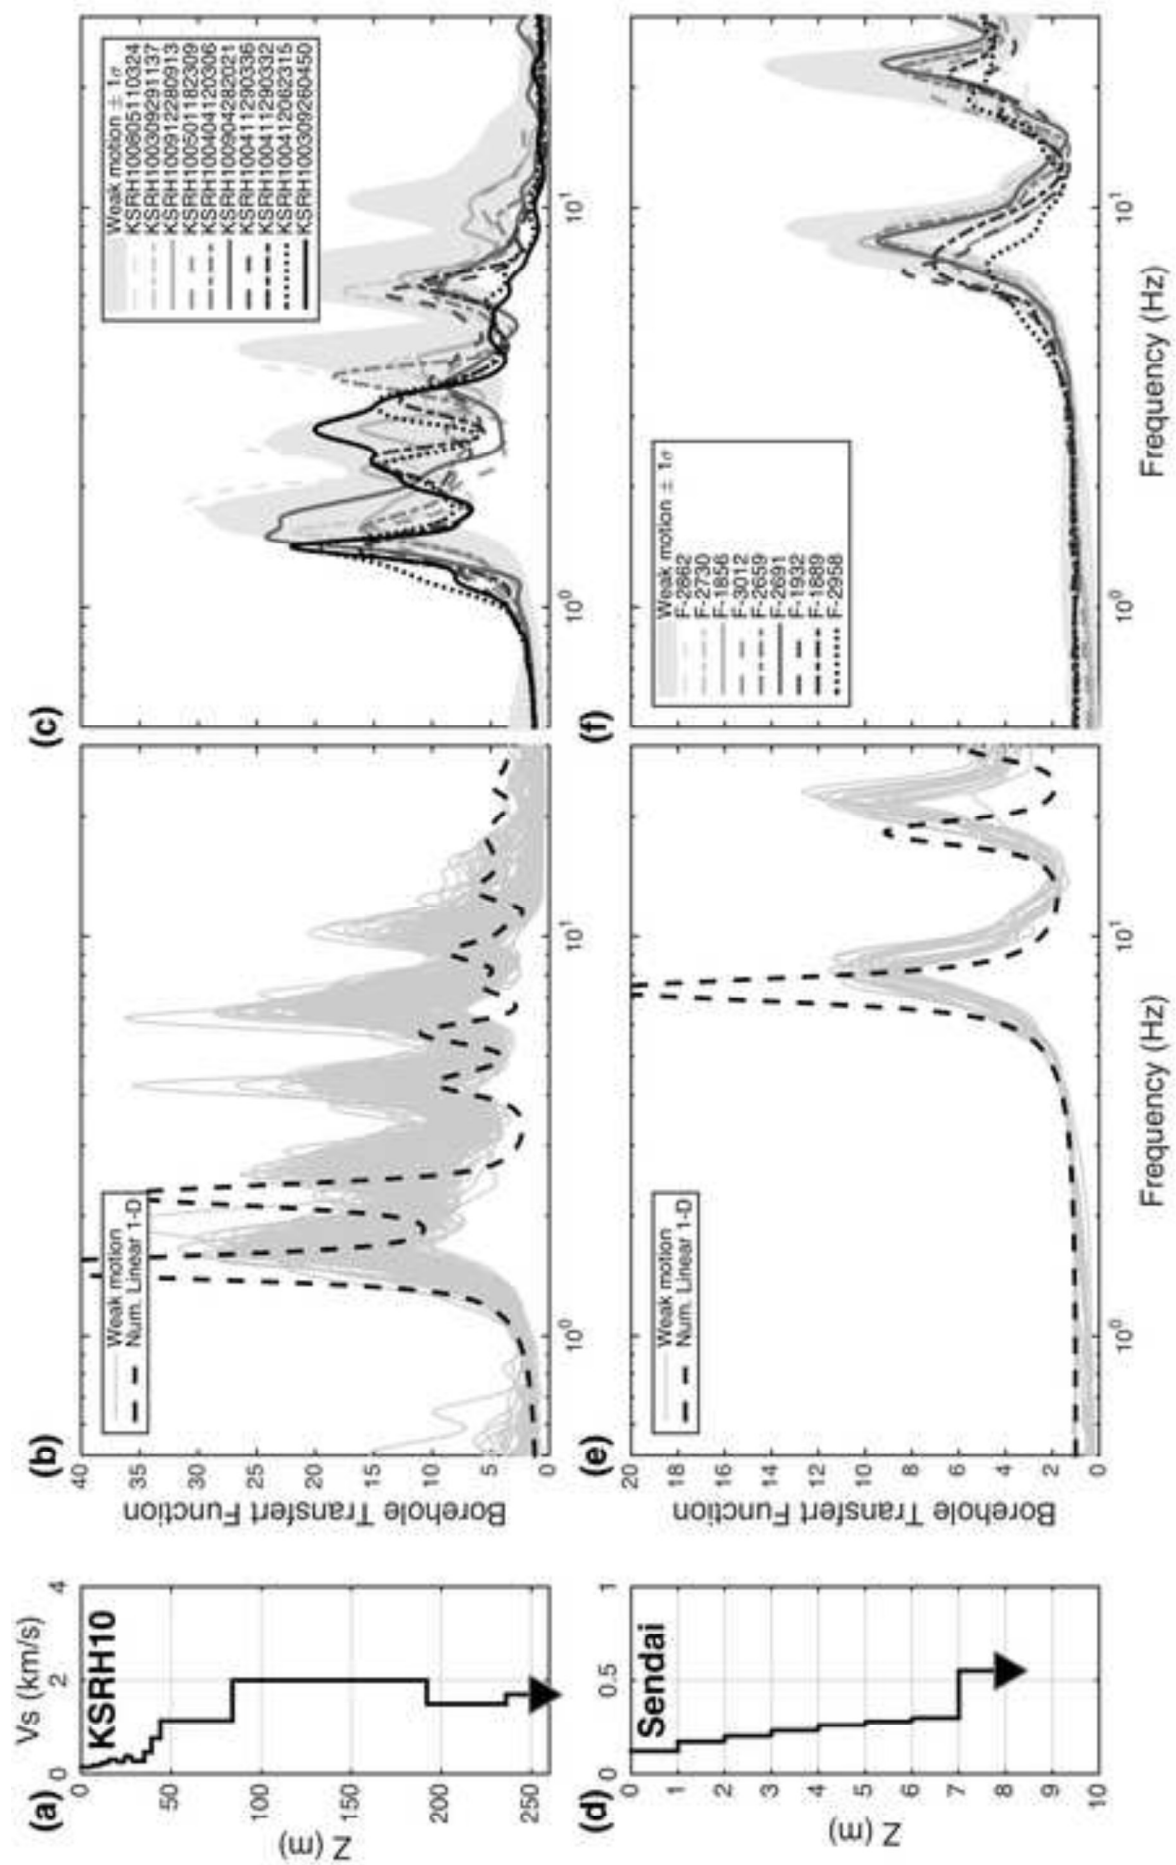 (a)
Vs (km/s)
0
2
4
KSRH10
0
50
100
150
200
250
Z (m)
(b)
Borehole Transfert Function
40
35
30
25
20
15
10
5
0
Weak motion
Num. Linear 1-D
10⁰
10¹
(c)
Weak motion ± 1σ
KSRH100805110324
KSRH100309291137
KSRH100912280913
KSRH100501182309
KSRH100404120306
KSRH100904282021
KSRH100411290336
KSRH100411290332
KSRH100412062315
KSRH100309260450
10⁰
10¹
(d)
0
0.5
1
Sendai
0
1
2
3
4
5
6
7
8
9
10
Z (m)
(e)
Borehole Transfert Function
20
18
16
14
12
10
8
6
4
2
0
Weak motion
Num. Linear 1-D
10⁰
10¹
Frequency (Hz)
(f)
Weak motion ± 1σ
F-2862
F-2730
F-1856
F-3012
F-2659
F-2691
F-1932
F-1889
F-2958
10⁰
10¹
Frequency (Hz)